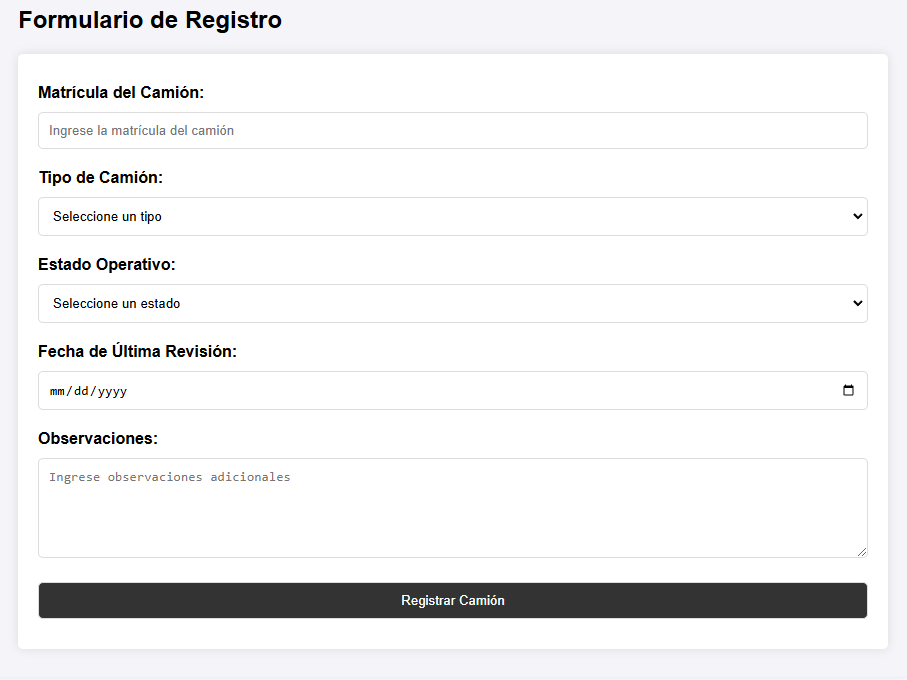 Formulario de Registro
Matrícula del Camión:
Ingrese la matrícula del camión
Tipo de Camión:
Seleccione un tipo
Estado Operativo:
Seleccione un estado
Fecha de Última Revisión:
mm/dd/yyyy
Observaciones:
Ingrese observaciones adicionales
Registrar Camión